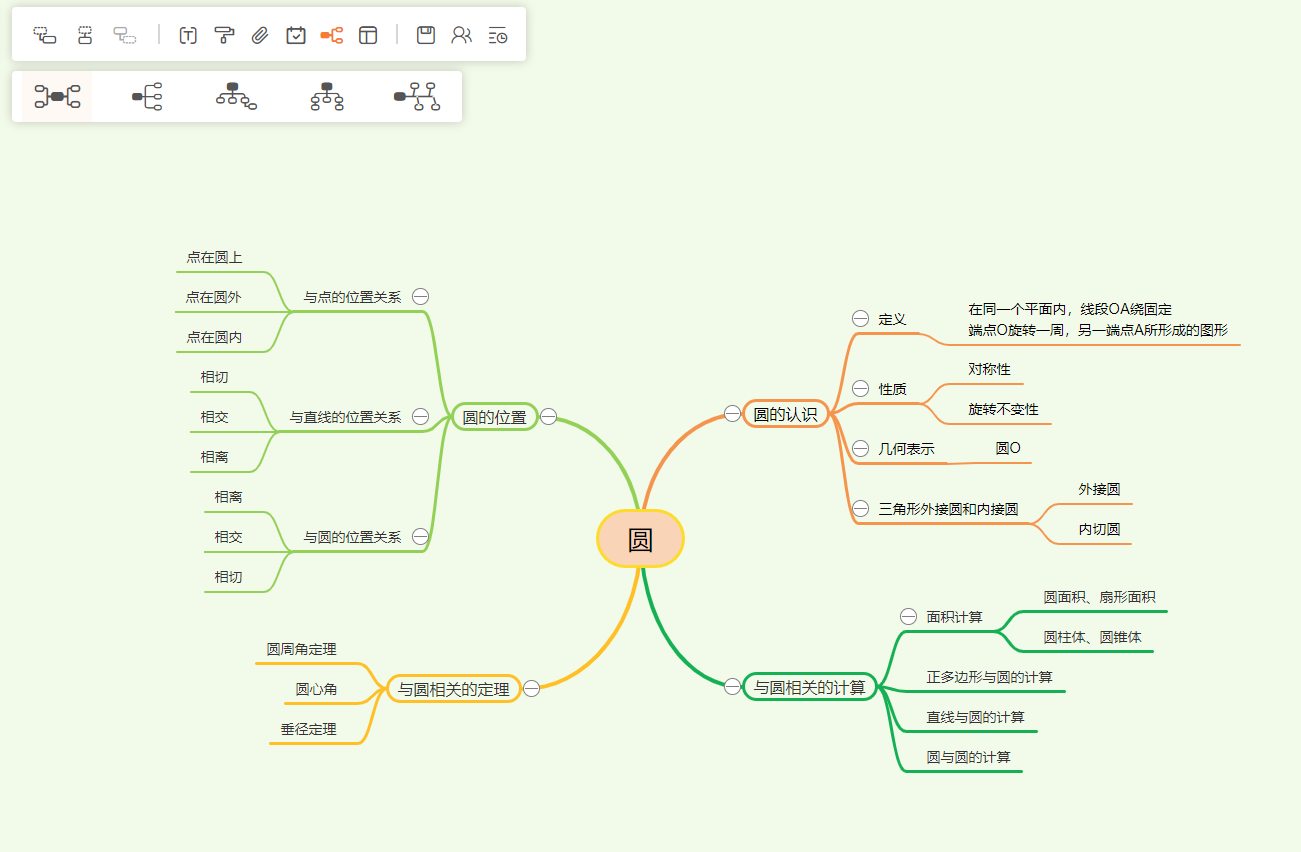 点在圆上
点在圆外
点在圆内
与点的位置关系
相切
相交
相离
与直线的位置关系
相离
相交
相切
与圆的位置关系
圆的位置
圆周角定理
圆心角
垂径定理
与圆相关的定理
圆
圆的认识
定义
在同一个平面内，线段OA绕固定
端点O旋转一周，另一端点A所形成的图形
性质
对称性
旋转不变性
几何表示
圆O
三角形外接圆和内接圆
外接圆
内切圆
与圆相关的计算
面积计算
圆面积、扇形面积
圆柱体、圆锥体
正多边形与圆的计算
直线与圆的计算
圆与圆的计算